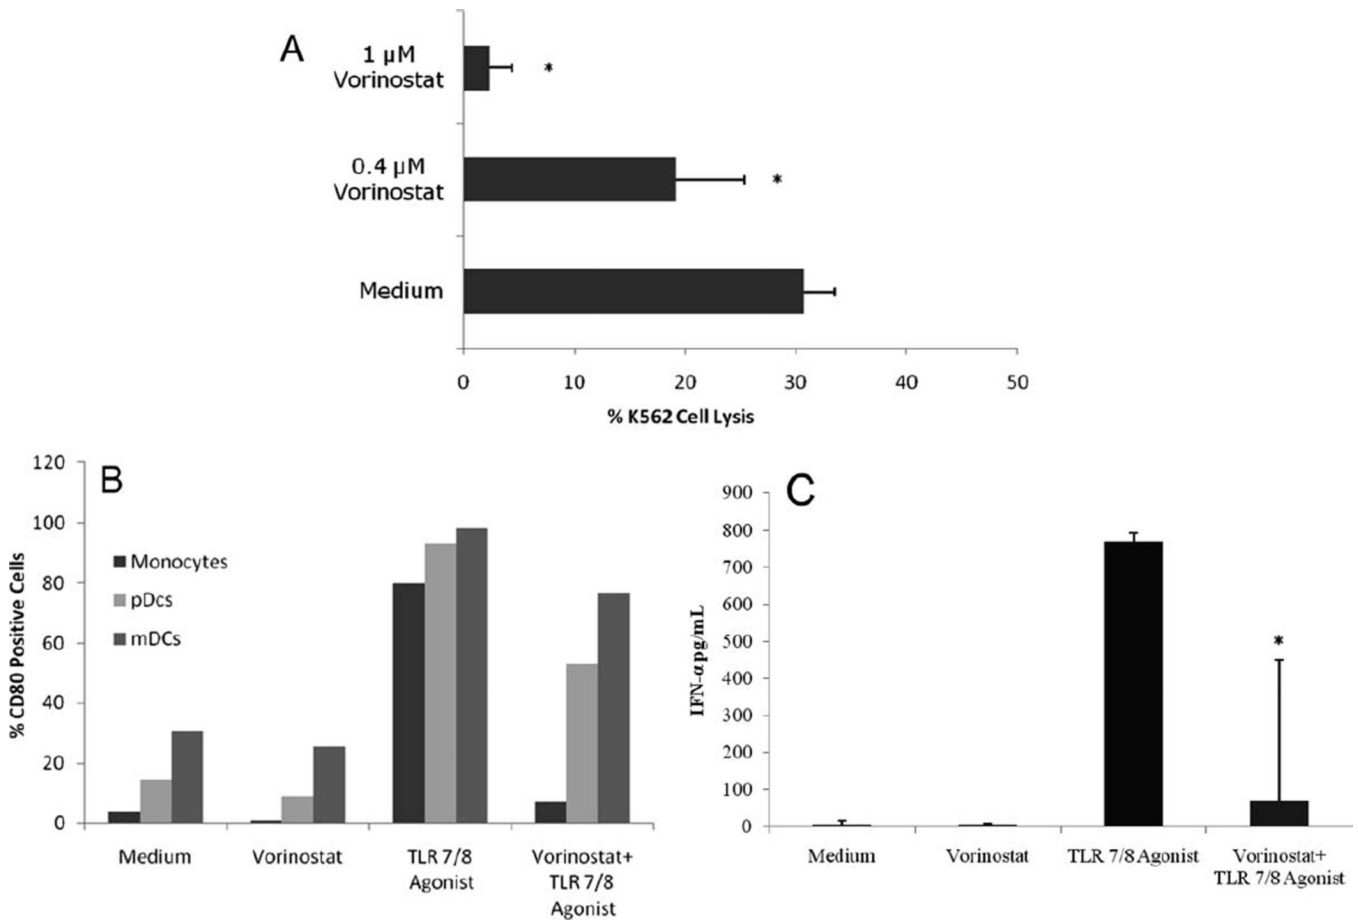 A
1 µM
Vorinostat
*
0.4 µM
Vorinostat
*
Medium
0 10 20 30 40 50
% K562 Cell Lysis
B
% CD80 Positive Cells
120
100
80
60
40
20
0
Monocytes
pDcs
mDCs
Medium
Vorinostat
TLR 7/8
Agonist
Vorinostat+
TLR 7/8
Agonist
C
IFN-α pg/mL
900
800
700
600
500
400
300
200
100
0
*
Medium
Vorinostat
TLR 7/8 Agonist
Vorinostat+
TLR 7/8 Agonist